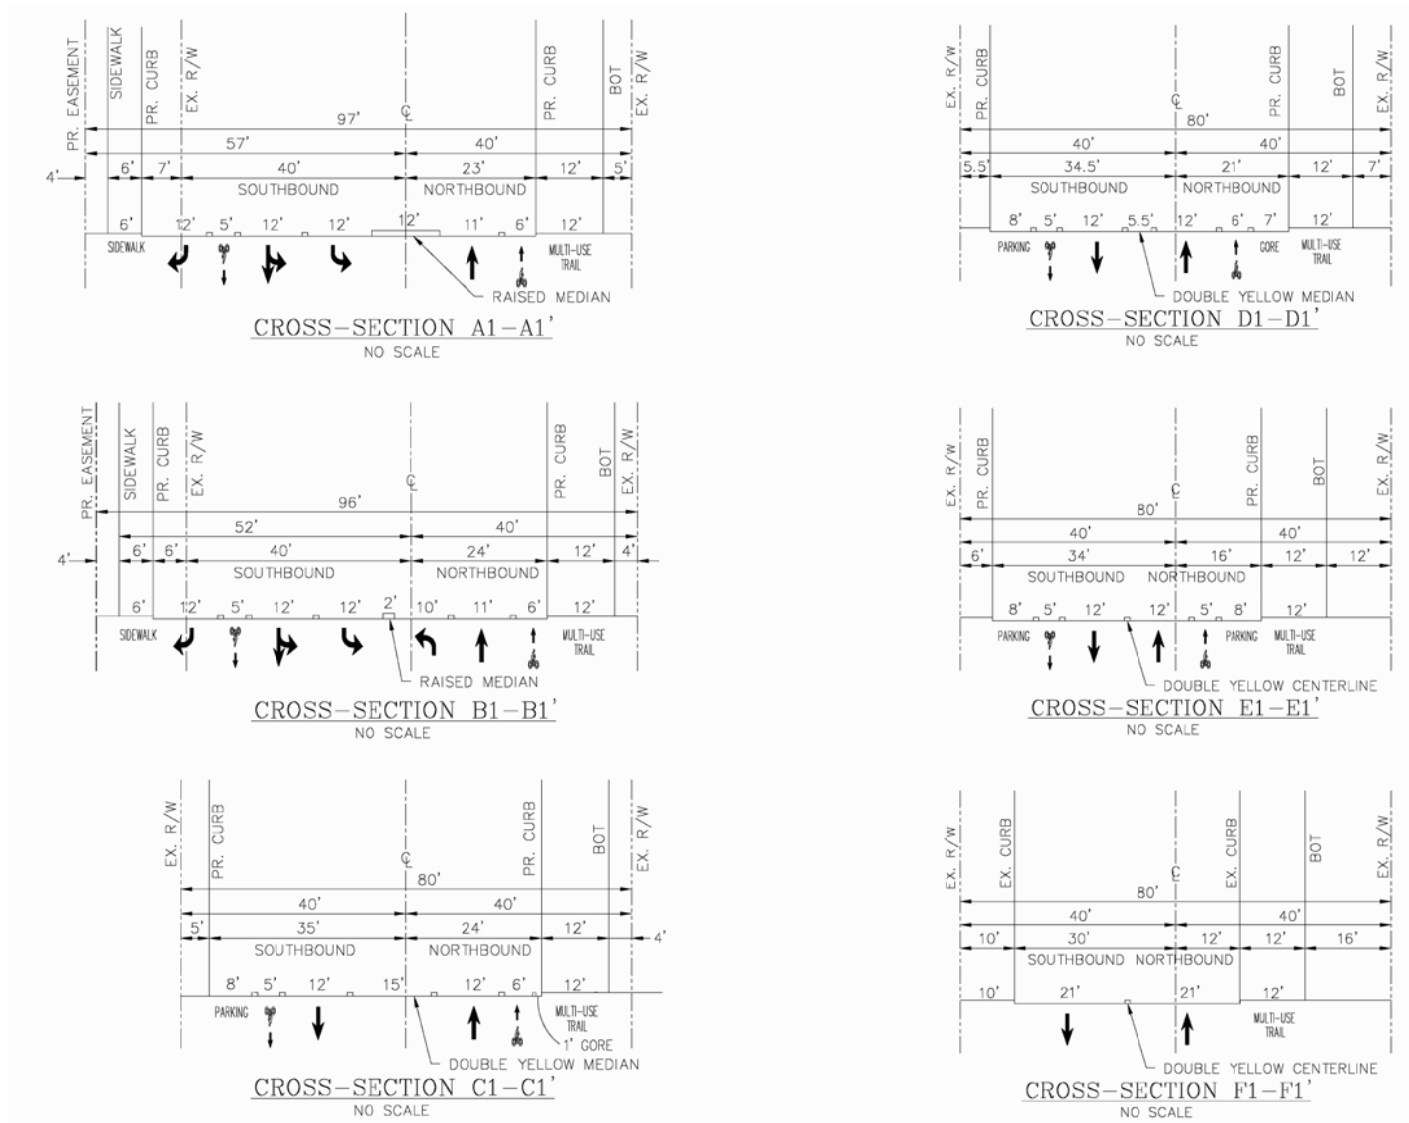 PR. EASEMENT
SIDEWALK
PR. CURB
EX. R/W
PR. CURB
BOT
EX. R/W
℄
97'
57' 40'
4' 6' 7' 40' 23' 12' 5'
SOUTHBOUND NORTHBOUND
6' 12' 5' 12' 12' 12' 11' 6' 12'
SIDEWALK MULTI-USE
TRAIL
RAISED MEDIAN
CROSS-SECTION A1-A1'
NO SCALE
EX. R/W
PR. CURB
PR. CURB
BOT
EX. R/W
℄
80'
40' 40'
5.5' 34.5' 21' 12' 7'
SOUTHBOUND NORTHBOUND
8' 5' 12' 5.5' 12' 6' 7' 12'
PARKING GORE MULTI-USE
TRAIL
DOUBLE YELLOW MEDIAN
CROSS-SECTION D1-D1'
NO SCALE
PR. EASEMENT
SIDEWALK
PR. CURB
EX. R/W
PR. CURB
BOT
EX. R/W
℄
96'
52' 40'
4' 6' 6' 40' 24' 12' 4'
SOUTHBOUND NORTHBOUND
6' 12' 5' 12' 12' 2' 10' 11' 6' 12'
SIDEWALK MULTI-USE
TRAIL
RAISED MEDIAN
CROSS-SECTION B1-B1'
NO SCALE
EX. R/W
PR. CURB
PR. CURB
BOT
EX. R/W
℄
80'
40' 40'
6' 34' 16' 12' 12'
SOUTHBOUND NORTHBOUND
8' 5' 12' 12' 5' 8' 12'
PARKING PARKING MULTI-USE
TRAIL
DOUBLE YELLOW CENTERLINE
CROSS-SECTION E1-E1'
NO SCALE
EX. R/W
PR. CURB
PR. CURB
BOT
EX. R/W
℄
80'
40' 40'
5' 35' 24' 12' 4'
SOUTHBOUND NORTHBOUND
8' 5' 12' 15' 12' 6' 12'
PARKING MULTI-USE
TRAIL
1' GORE
DOUBLE YELLOW MEDIAN
CROSS-SECTION C1-C1'
NO SCALE
EX. R/W
EX. CURB
EX. CURB
BOT
EX. R/W
℄
80'
40' 40'
10' 30' 12' 12' 16'
SOUTHBOUND NORTHBOUND
10' 21' 21' 12'
MULTI-USE
TRAIL
DOUBLE YELLOW CENTERLINE
CROSS-SECTION F1-F1'
NO SCALE